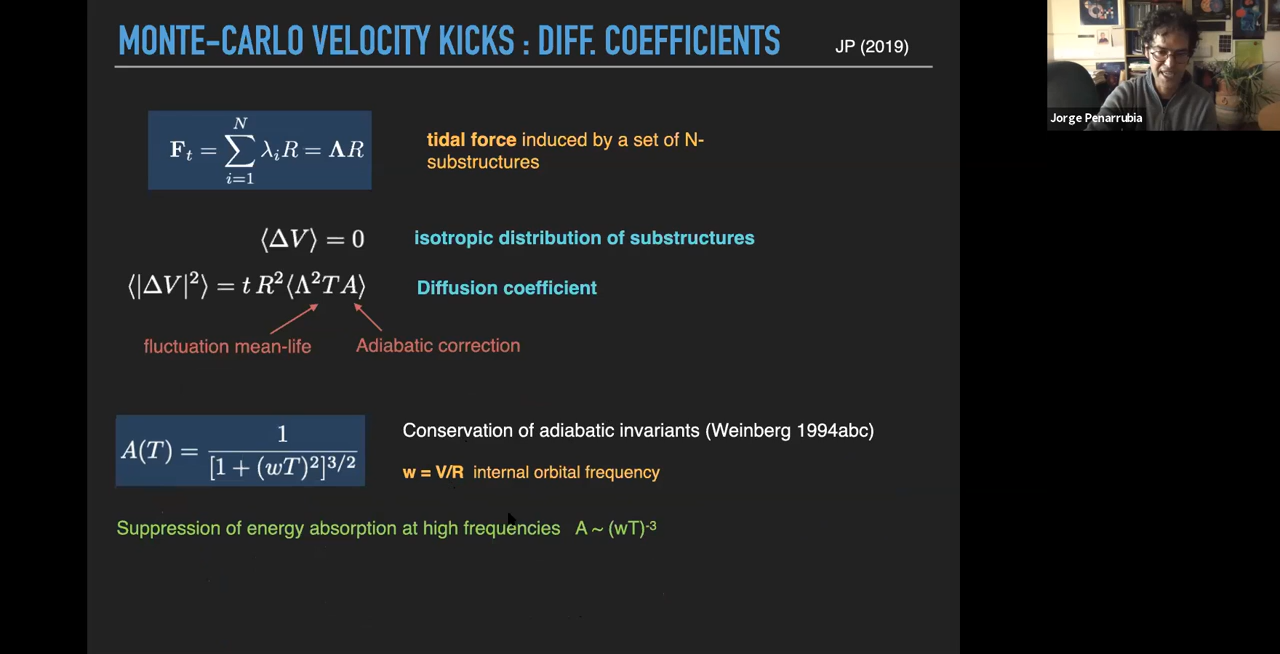 MONTE-CARLO VELOCITY KICKS : DIFF. COEFFICIENTS
JP (2019)
Jorge Penarrubia
F_t = \sum_{i=1}^{N} λ_i R = ΛR
tidal force induced by a set of N-
substructures
⟨ΔV⟩ = 0
isotropic distribution of substructures
⟨|ΔV|²⟩ = t R²⟨Λ²TA⟩
Diffusion coefficient
fluctuation mean-life
Adiabatic correction
A(T) = \frac{1}{[1 + (wT)²]^{3/2}}
Conservation of adiabatic invariants (Weinberg 1994abc)
w = V/R internal orbital frequency
Suppression of energy absorption at high frequencies A ~ (wT)⁻³